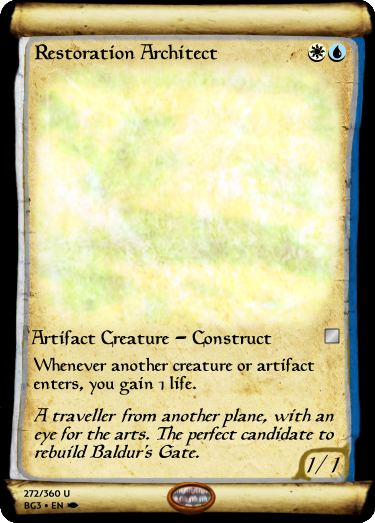 Restoration Architect
Artifact Creature – Construct
Whenever another creature or artifact
enters, you gain 1 life.
A traveller from another plane, with an
eye for the arts. The perfect candidate to
rebuild Baldur's Gate.
1/1
272/360 U
BG3 • EN